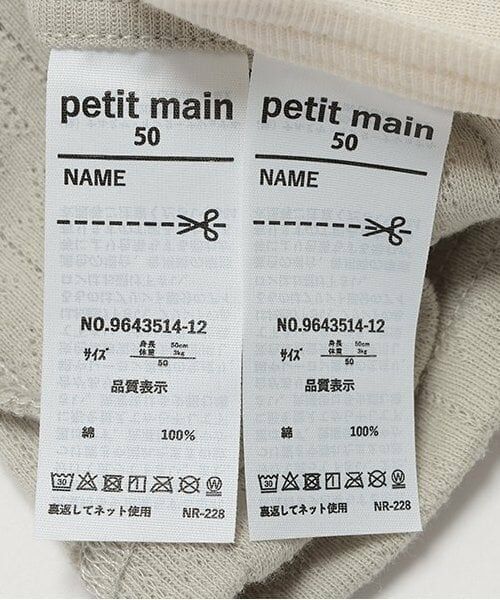 petit main
50
NAME
NO.9643514-12
サイズ
身長 50cm
体重 3kg
50
品質表示
綿 100%
30
W
裏返してネット使用 NR-228
petit main
50
NAME
NO.9643514-12
サイズ
身長 50cm
体重 3kg
50
品質表示
綿 100%
30
W
裏返してネット使用 NR-228